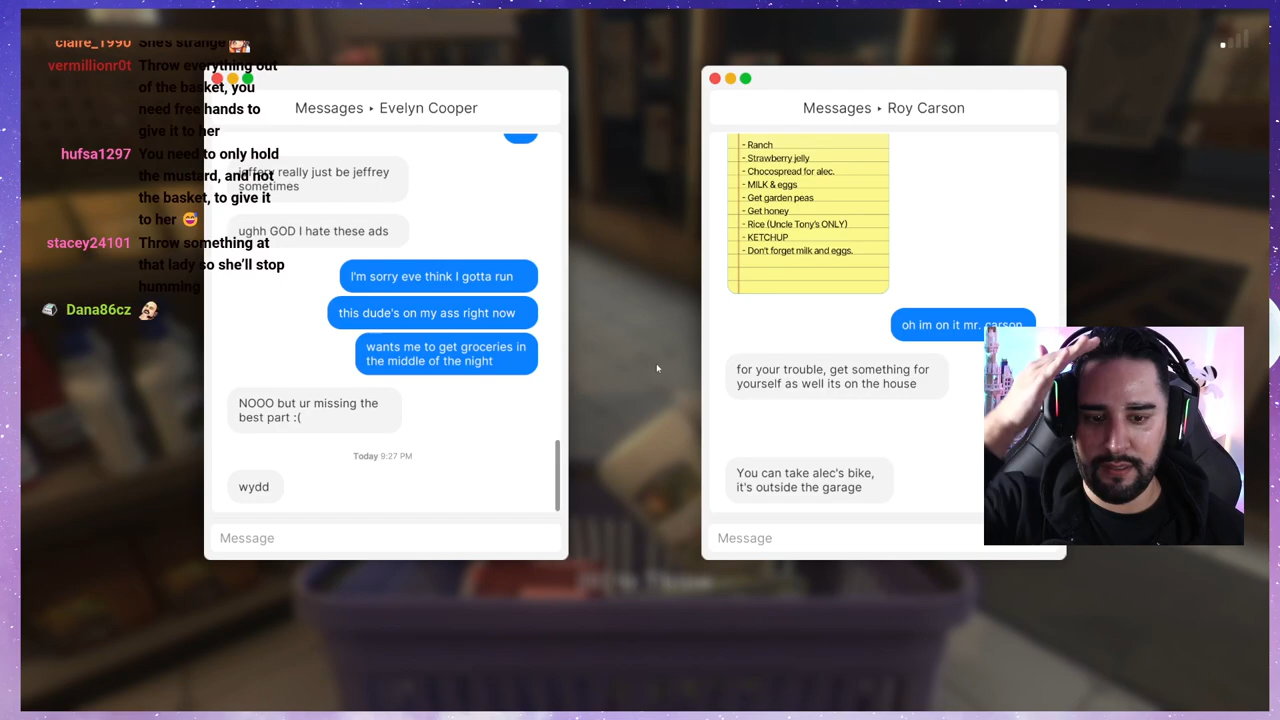 claire_1990 She's strange
vermillionr0t Throw everything out
of the basket, you
need free hands to
give it to her
hufsa1297 You need to only hold
the mustard, and not
the basket, to give it
to her 😅
stacey24101 Throw something at
that lady so she'll stop
humming
Dana86cz
Messages ‣ Evelyn Cooper
jeffery really just be jeffrey
sometimes
ughh GOD I hate these ads
I'm sorry eve think I gotta run
this dude's on my ass right now
wants me to get groceries in
the middle of the night
NOOO but ur missing the
best part :(
Today 9:27 PM
wydd
Message
Messages ‣ Roy Carson
- Ranch
- Strawberry jelly
- Chocospread for alec.
- MILK & eggs
- Get garden peas
- Get honey
- Rice (Uncle Tony's ONLY)
- KETCHUP
- Don't forget milk and eggs.
oh im on it mr. carson
for your trouble, get something for
yourself as well its on the house
You can take alec's bike,
it's outside the garage
Message